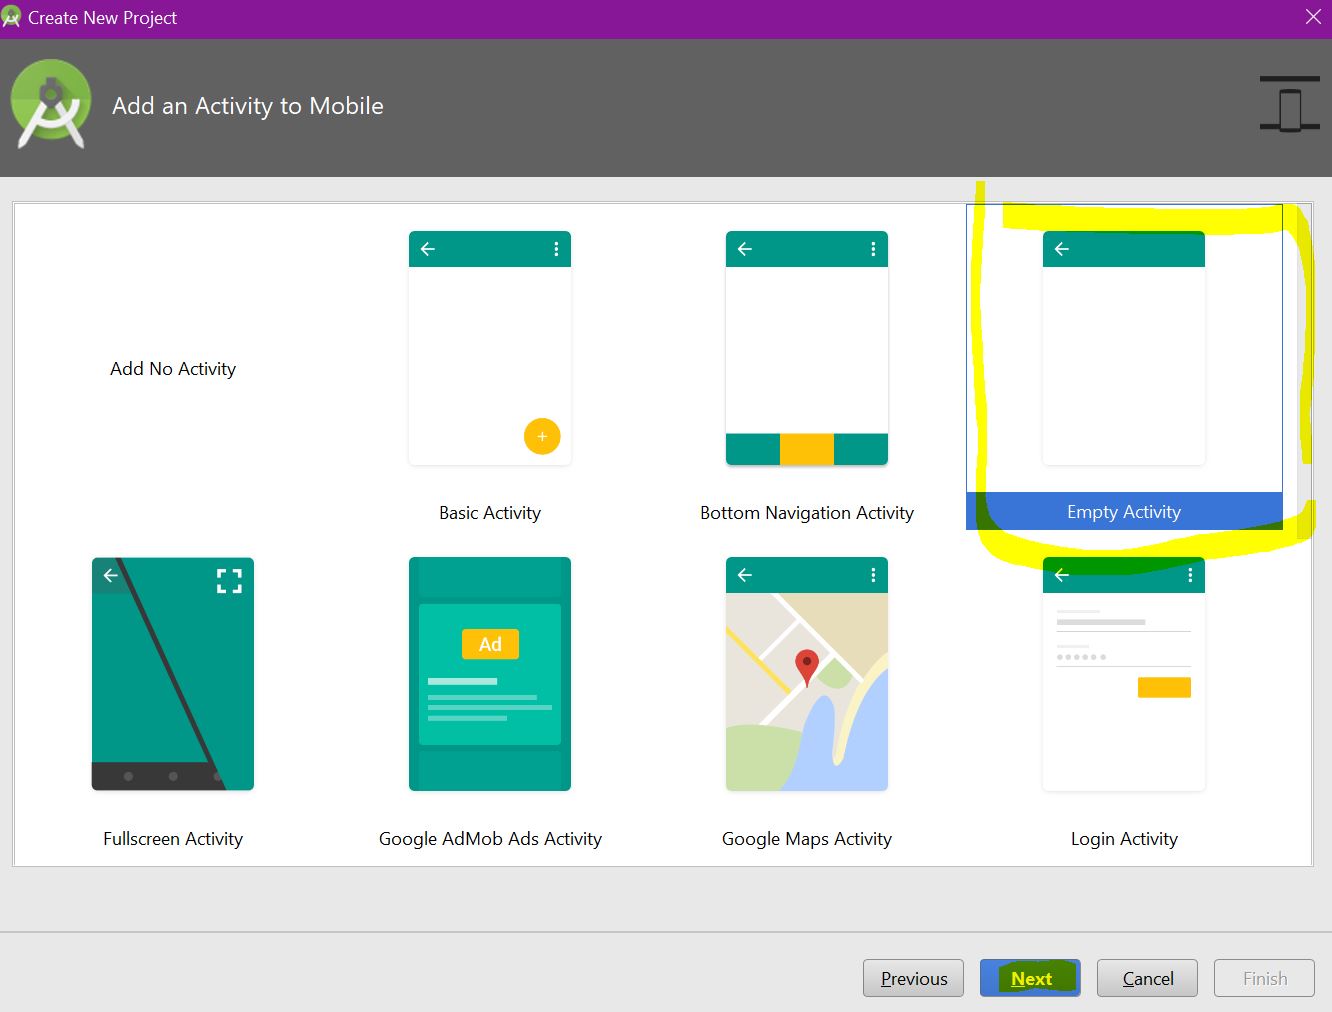 Create New Project
Add an Activity to Mobile
Add No Activity
Basic Activity
Bottom Navigation Activity
Empty Activity
Ad
Fullscreen Activity
Google AdMob Ads Activity
Google Maps Activity
Login Activity
Previous
Next
Cancel
Finish